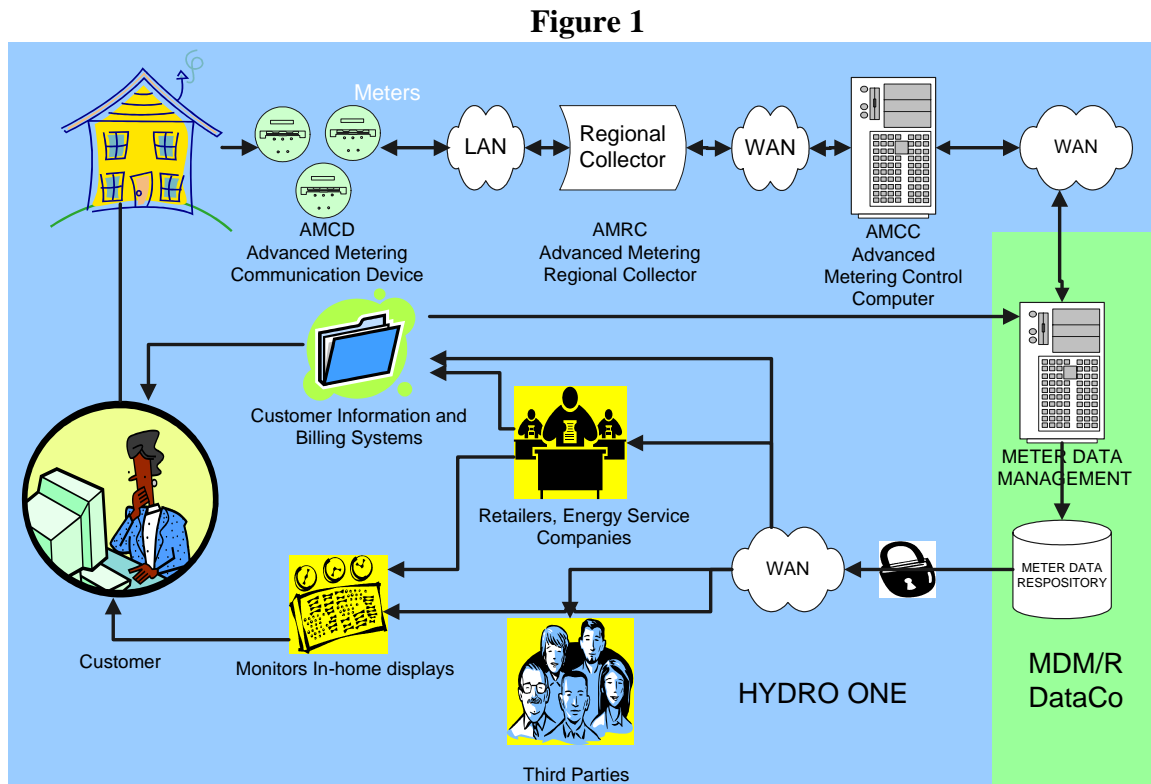 Figure 1
Meters
LAN
Regional
Collector
WAN
WAN
AMCD
Advanced Metering
Communication Device
AMRC
Advanced Metering
Regional Collector
AMCC
Advanced
Metering Control
Computer
Customer Information and
Billing Systems
METER DATA
MANAGEMENT
Retailers, Energy Service
Companies
WAN
METER DATA
RESPOSITORY
Customer
Monitors In-home displays
HYDRO ONE
MDM/R
DataCo
Third Parties